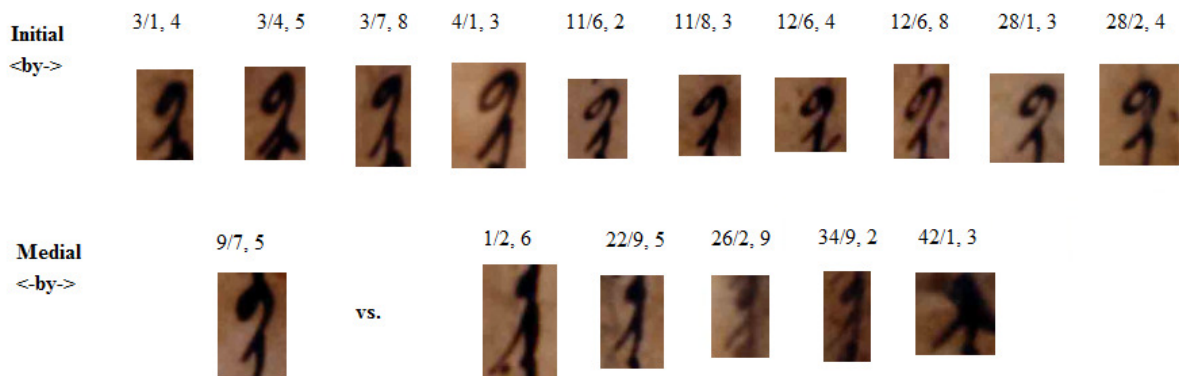 3/1, 4 3/4, 5 3/7, 8 4/1, 3 11/6, 2 11/8, 3 12/6, 4 12/6, 8 28/1, 3 28/2, 4
Initial
<by->
9/7, 5 1/2, 6 22/9, 5 26/2, 9 34/9, 2 42/1, 3
Medial
<-by->
vs.